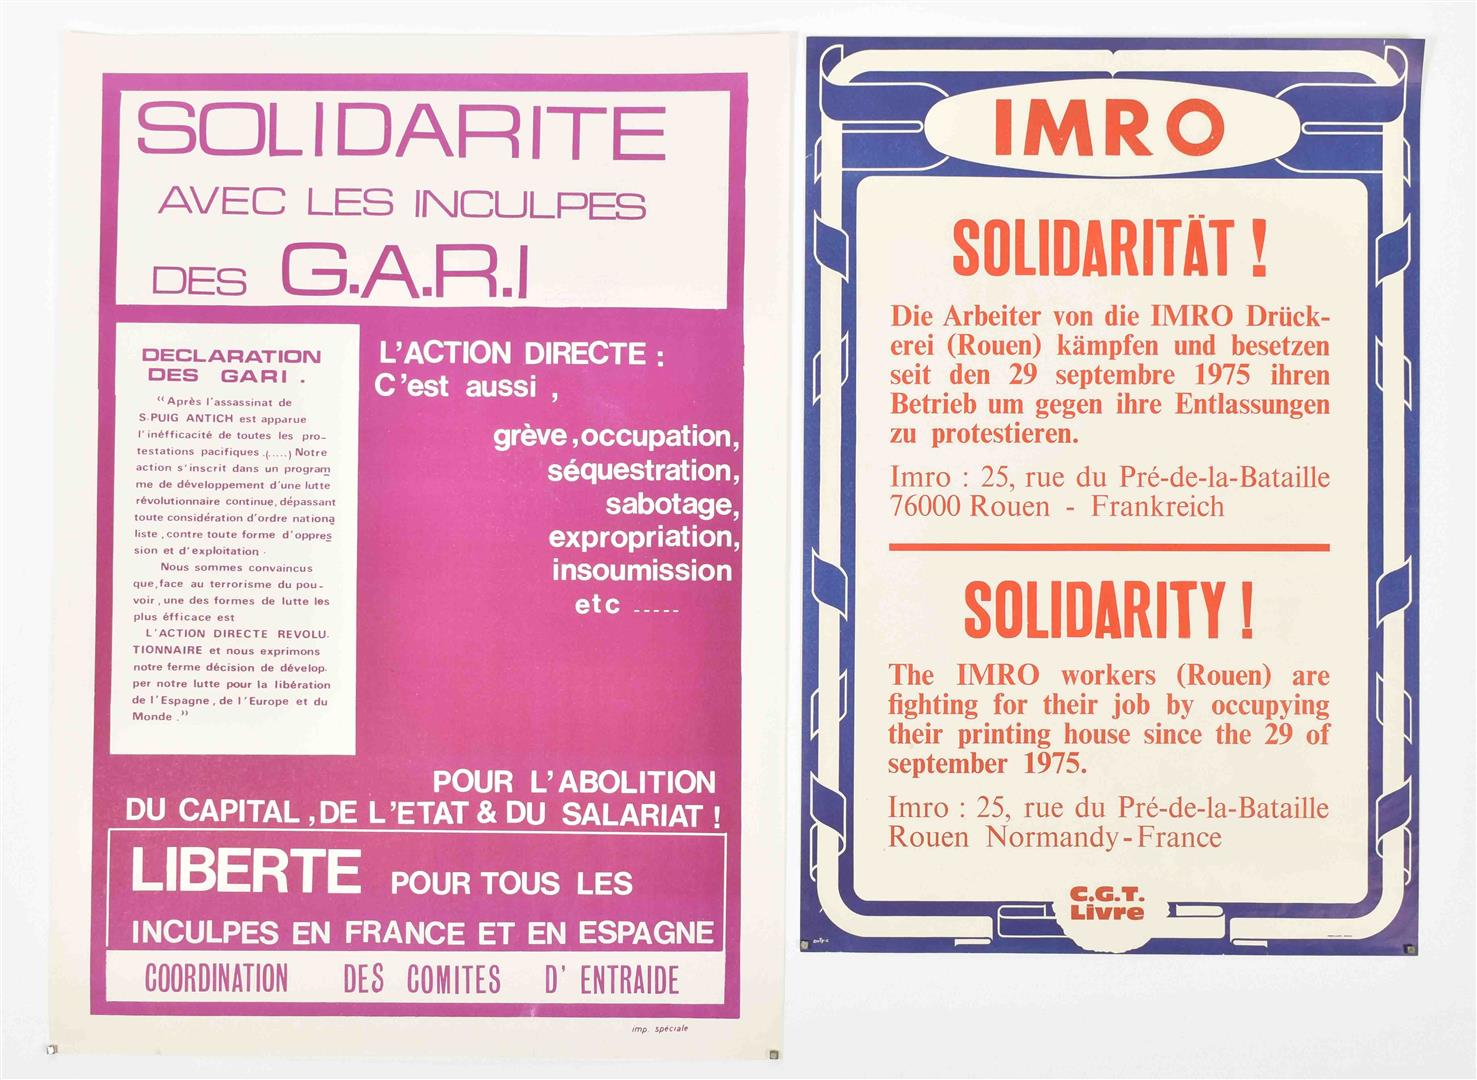 SOLIDARITE
AVEC LES INCULPES
DES G.A.R.I
DECLARATION
DES GARI .
“Après l'assassinat de
S.PUIG ANTICH est apparue
l'inéfficacité de toutes les pro-
testations pacifiques .(.....) Notre
action s'inscrit dans un program
me de développement d'une lutte
révolutionnaire continue, dépassant
toute considération d'ordre nationa
liste , contre toute forme d'oppres
sion et d'exploitation .
Nous sommes convaincus
que, face au terrorisme du pou-
voir , une des formes de lutte les
plus éfficace est
L'ACTION DIRECTE REVOLU-
TIONNAIRE et nous exprimons
notre ferme décision de dévelop-
per notre lutte pour la libération
de l'Espagne , de l'Europe et du
Monde .”
L'ACTION DIRECTE :
C'est aussi ,
grève , occupation,
séquestration,
sabotage,
expropriation,
insoumission
etc .....
POUR L'ABOLITION
DU CAPITAL , DE L'ETAT & DU SALARIAT !
LIBERTE POUR TOUS LES
INCULPES EN FRANCE ET EN ESPAGNE
COORDINATION DES COMITES D'ENTRAIDE
imp. spéciale
IMRO
SOLIDARITÄT !
Die Arbeiter von die IMRO Drück-
erei (Rouen) kämpfen und besetzen
seit den 29 septembre 1975 ihren
Betrieb um gegen ihre Entlassungen
zu protestieren.
Imro : 25, rue du Pré-de-la-Bataille
76000 Rouen - Frankreich
SOLIDARITY !
The IMRO workers (Rouen) are
fighting for their job by occupying
their printing house since the 29 of
september 1975.
Imro : 25, rue du Pré-de-la-Bataille
Rouen Normandy-France
C.G.T.
Livre